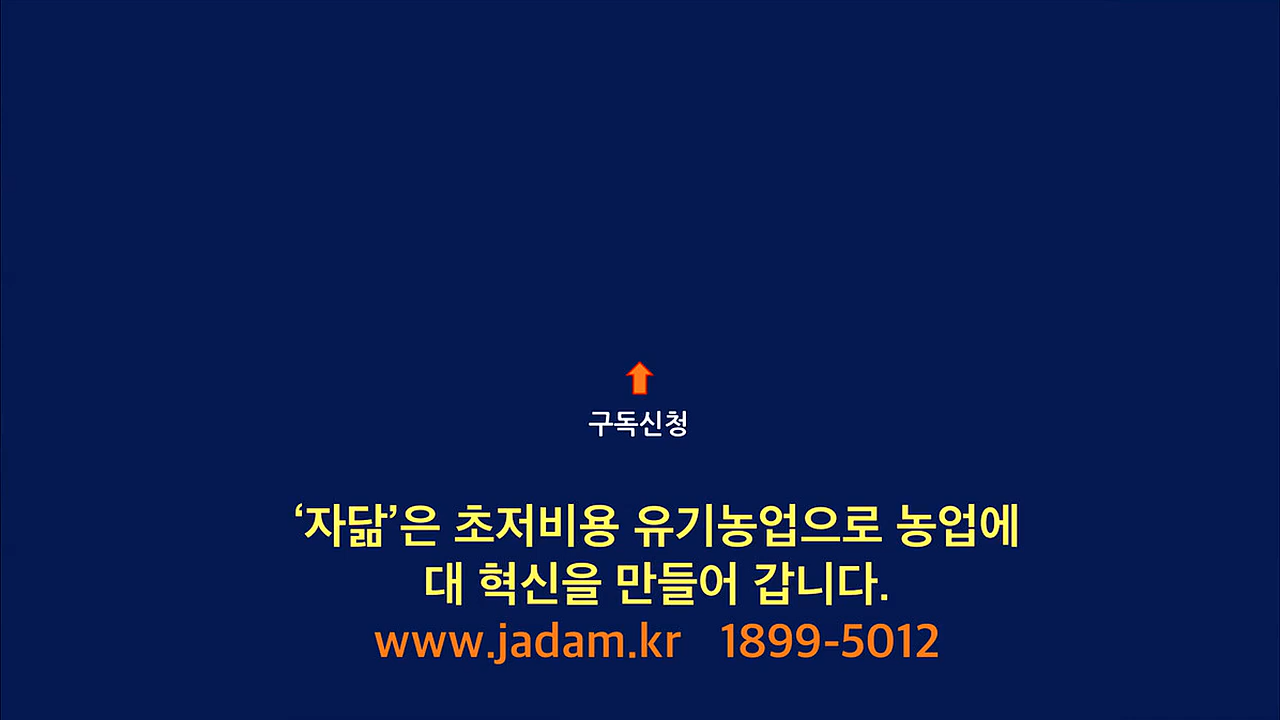 구독신청
‘자닮’은 초저비용 유기농업으로 농업에
대 혁신을 만들어 갑니다.
www.jadam.kr 1899-5012